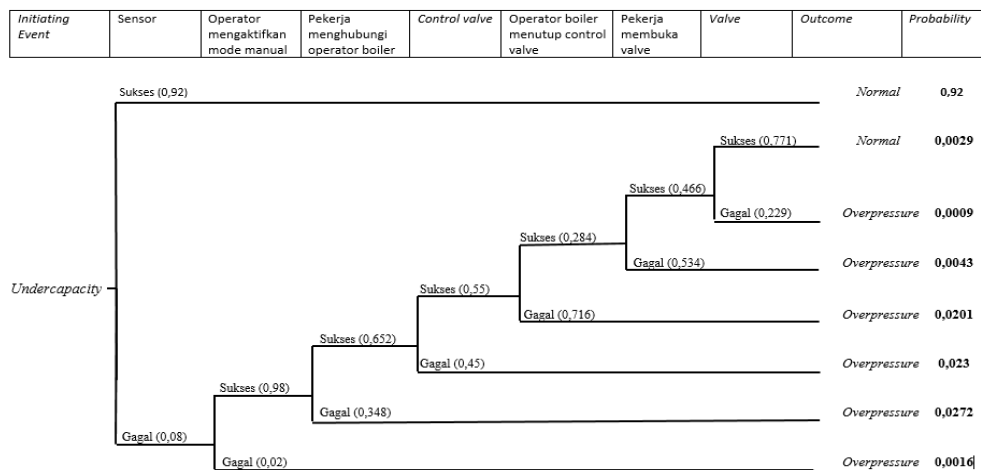 Initiating Event
Sensor
Operator mengaktifkan mode manual
Pekerja menghubungi operator boiler
Control valve
Operator boiler menutup control valve
Pekerja membuka valve
Valve
Outcome
Probability
Sukses (0,92)
Normal
0,92
Sukses (0,771)
Normal
0,0029
Sukses (0,466)
Gagal (0,229)
Overpressure
0,0009
Sukses (0,284)
Gagal (0,534)
Overpressure
0,0043
Undercapacity
Sukses (0,55)
Gagal (0,716)
Overpressure
0,0201
Sukses (0,652)
Gagal (0,45)
Overpressure
0,023
Sukses (0,98)
Gagal (0,348)
Overpressure
0,0272
Gagal (0,08)
Gagal (0,02)
Overpressure
0,0016